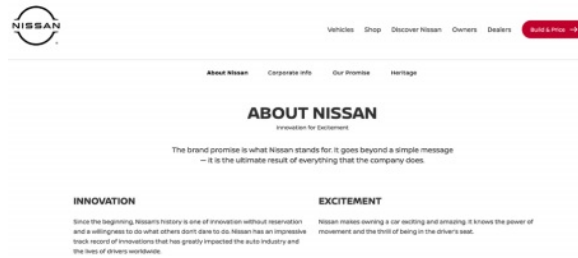 NISSAN
Vehicles Shop Discover Nissan Owners Dealers Build & Price →
About Nissan Corporate Info Our Promise Heritage
ABOUT NISSAN
Innovation for Excitement
The brand promise is what Nissan stands for. It goes beyond a simple message
— it is the ultimate result of everything that the company does.
INNOVATION
Since the beginning, Nissan's history is one of innovation without reservation
and a willingness to do what others don't dare to do. Nissan has an impressive
track record of innovations that has greatly impacted the auto industry and
the lives of drivers worldwide.
EXCITEMENT
Nissan makes owning a car exciting and amazing. It knows the power of
movement and the thrill of being in the driver's seat.